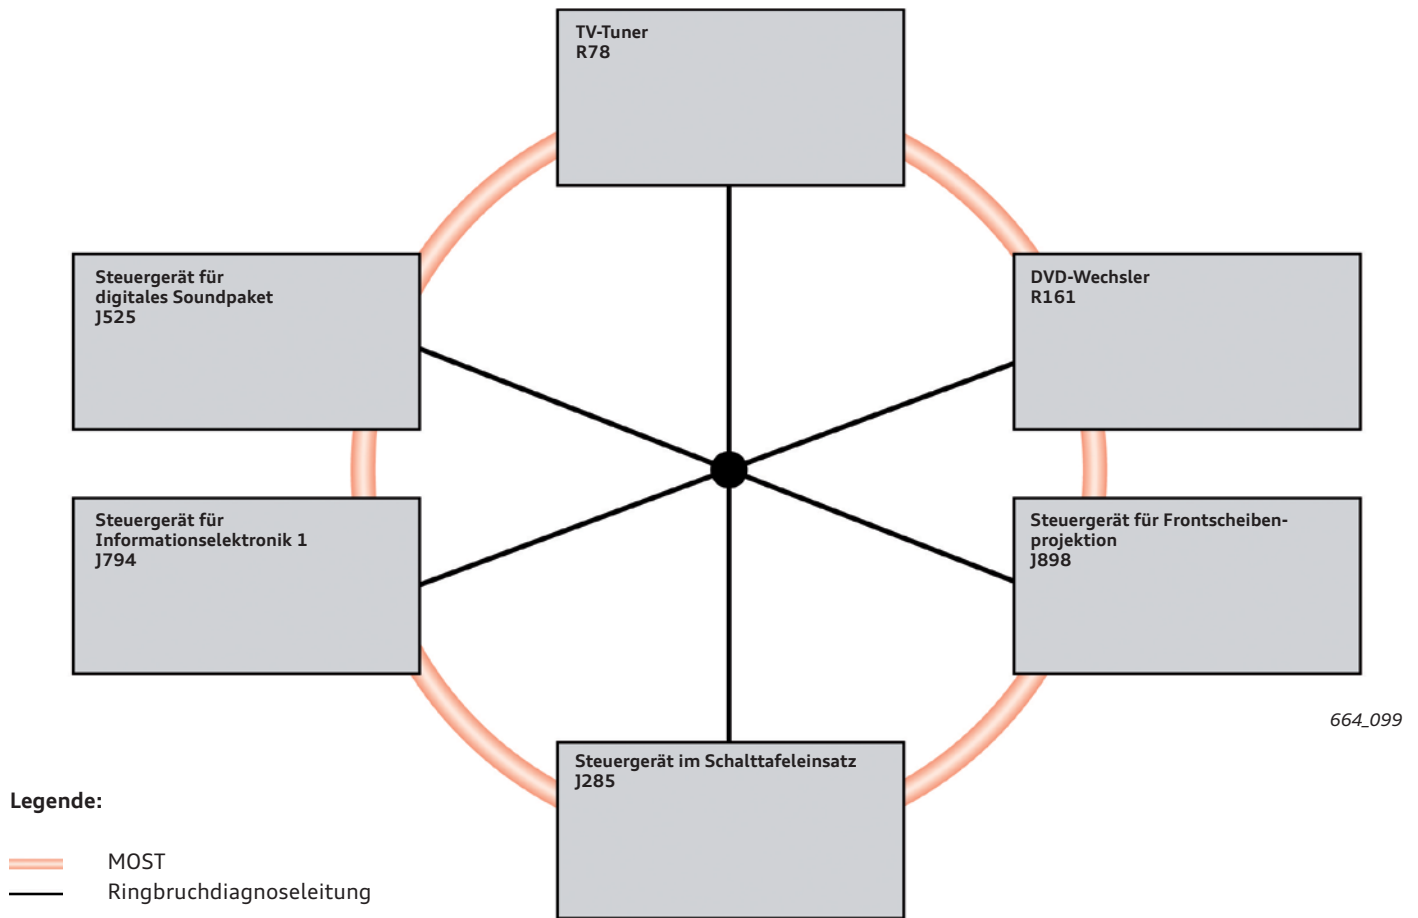 TV-Tuner
R78
Steuergerät für
digitales Soundpaket
J525
DVD-Wechsler
R161
Steuergerät für
Informationselektronik 1
J794
Steuergerät für Frontscheiben-
projektion
J898
664_099
Steuergerät im Schalttafeleinsatz
J285
Legende:
MOST
Ringbruchdiagnoseleitung